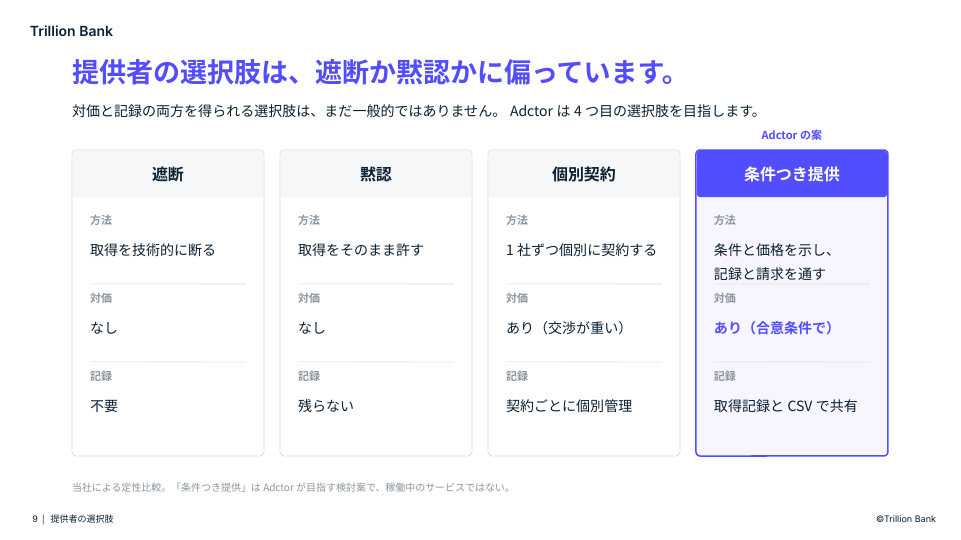 Trillion Bank
提供者の選択肢は、遮断か黙認かに偏っています。
対価と記録の両方を得られる選択肢は、まだ一般的ではありません。 Adctor は 4 つ目の選択肢を目指します。
Adctor の案
遮断
方法
取得を技術的に断る
対価
なし
記録
不要
黙認
方法
取得をそのまま許す
対価
なし
記録
残らない
個別契約
方法
1 社ずつ個別に契約する
対価
あり（交渉が重い）
記録
契約ごとに個別管理
条件つき提供
方法
条件と価格を示し、
記録と請求を通す
対価
あり（合意条件で）
記録
取得記録と CSV で共有
当社による定性比較。「条件つき提供」は Adctor が目指す検討案で、稼働中のサービスではない。
9 | 提供者の選択肢
©Trillion Bank